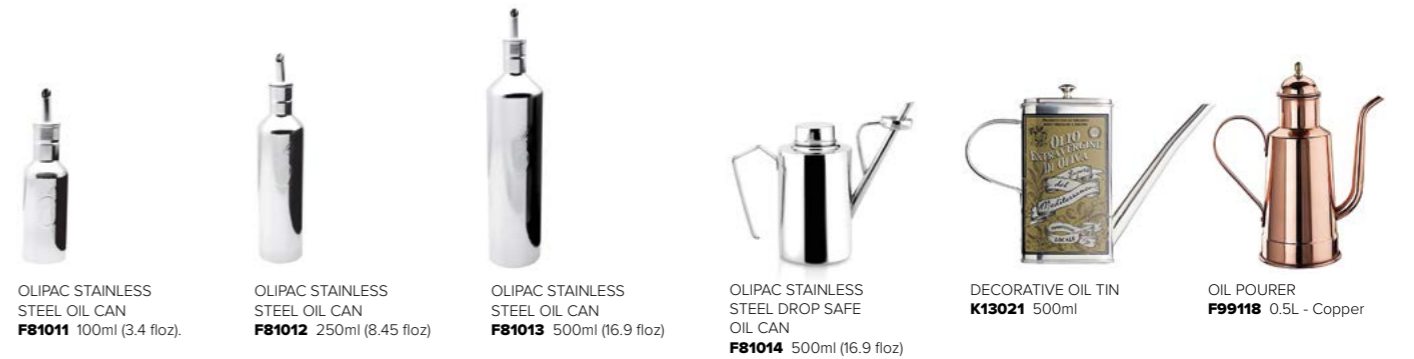 OLIO
EXTRAVERGINE
DI OLIVA
del
Mediterraneo
LOCALE
OLIPAC STAINLESS
STEEL OIL CAN
F81011 100ml (3.4 floz).
OLIPAC STAINLESS
STEEL OIL CAN
F81012 250ml (8.45 floz)
OLIPAC STAINLESS
STEEL OIL CAN
F81013 500ml (16.9 floz)
OLIPAC STAINLESS
STEEL DROP SAFE
OIL CAN
F81014 500ml (16.9 floz)
DECORATIVE OIL TIN
K13021 500ml
OIL POURER
F99118 0.5L - Copper